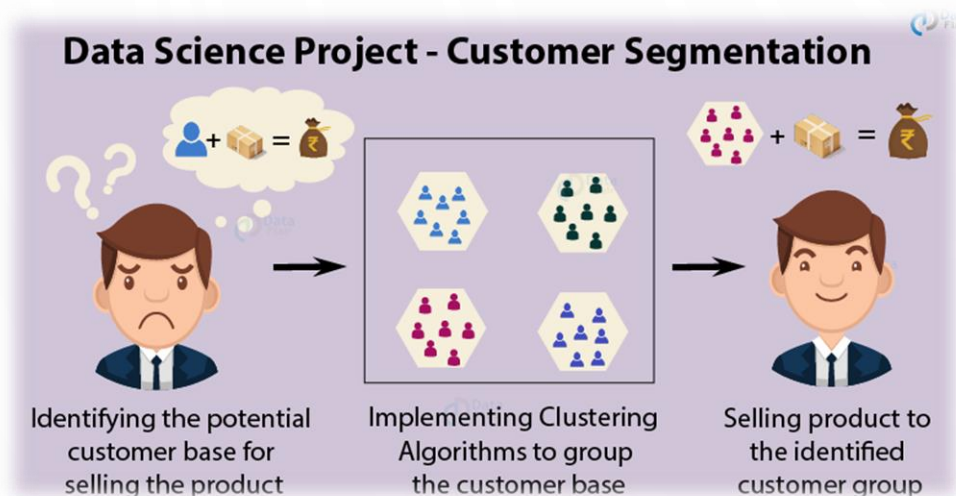 Data Science Project - Customer Segmentation
+ =
₹
+ =
₹
? ?
Data
Identifying the potential
customer base for
selling the product
Implementing Clustering
Algorithms to group
the customer base
Selling product to
the identified
customer group